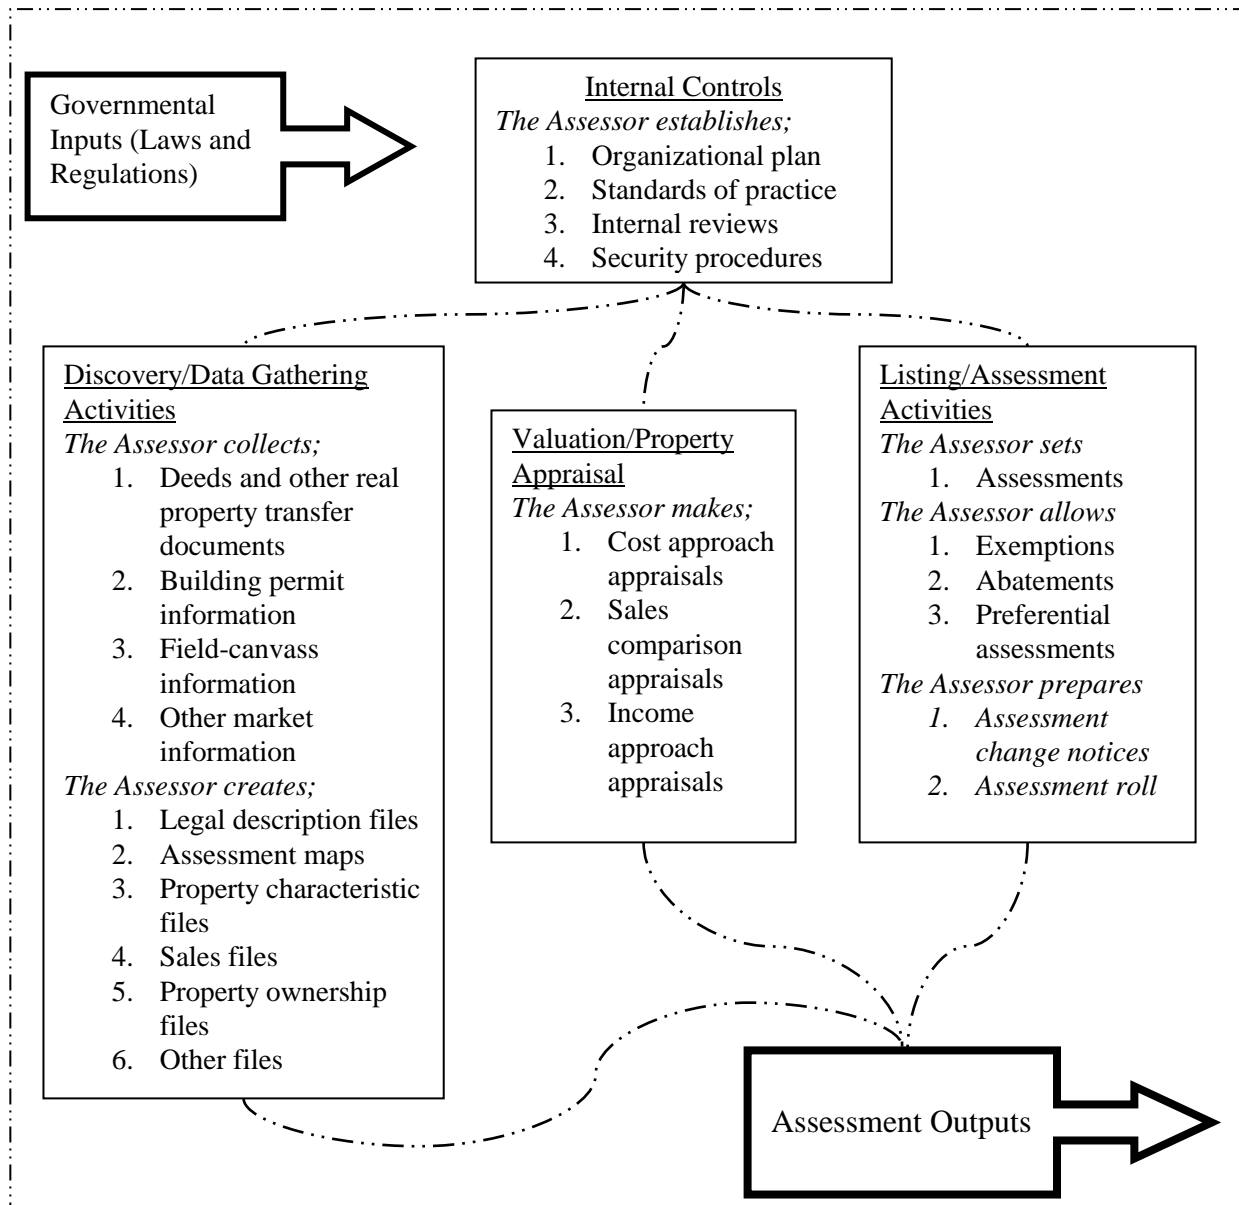 Governmental
Inputs (Laws and
Regulations)
Internal Controls
The Assessor establishes;
1. Organizational plan
2. Standards of practice
3. Internal reviews
4. Security procedures
Discovery/Data Gathering
Activities
The Assessor collects;
1. Deeds and other real
property transfer
documents
2. Building permit
information
3. Field-canvass
information
4. Other market
information
The Assessor creates;
1. Legal description files
2. Assessment maps
3. Property characteristic
files
4. Sales files
5. Property ownership
files
6. Other files
Valuation/Property
Appraisal
The Assessor makes;
1. Cost approach
appraisals
2. Sales
comparison
appraisals
3. Income
approach
appraisals
Listing/Assessment
Activities
The Assessor sets
1. Assessments
The Assessor allows
1. Exemptions
2. Abatements
3. Preferential
assessments
The Assessor prepares
1. Assessment
change notices
2. Assessment roll
Assessment Outputs